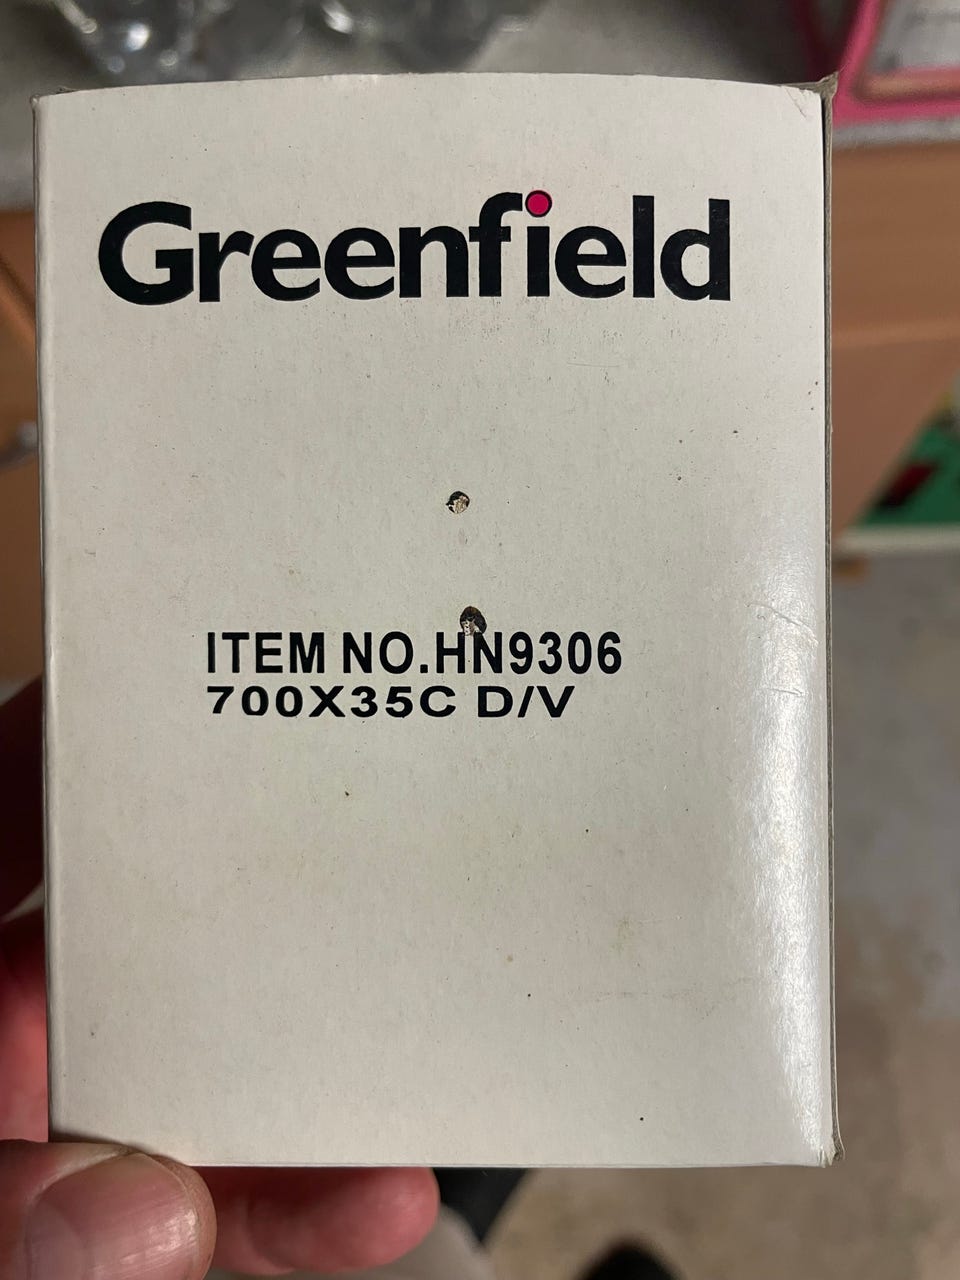 Greenfield
ITEM NO.HN9306
700X35C D/V